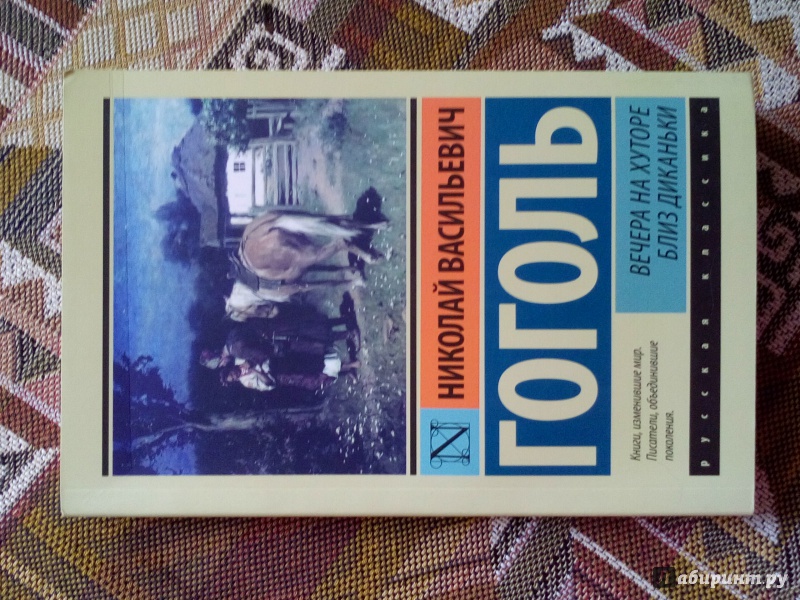 НИКОЛАЙ ВАСИЛЬЕВИЧ
ГОГОЛЬ
ВЕЧЕРА НА ХУТОРЕ
БЛИЗ ДИКАНЬКИ
Книги, изменившие мир.
Писатели, объединившие
поколения.
русская классика
Лабиринт.ру